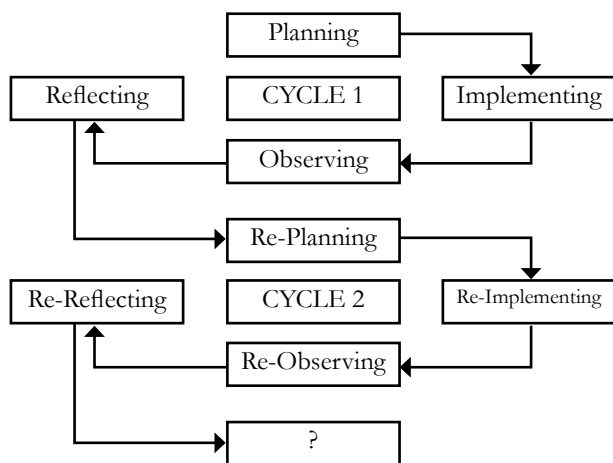 Planning
Reflecting
CYCLE 1
Implementing
Observing
Re-Planning
Re-Reflecting
CYCLE 2
Re-Implementing
Re-Observing
?